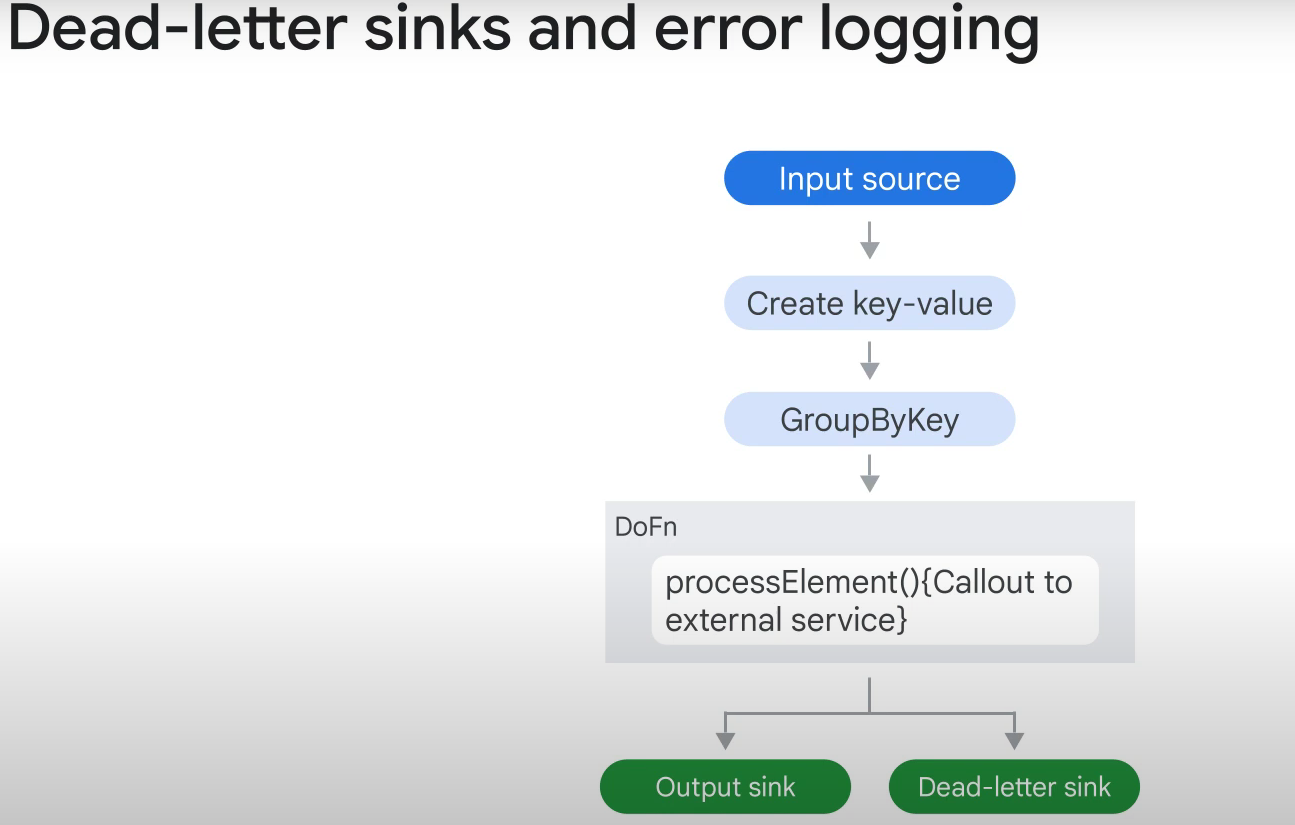 Dead-letter sinks and error logging
Input source
Create key-value
GroupByKey
DoFn
processElement(){Callout to
external service}
Output sink
Dead-letter sink